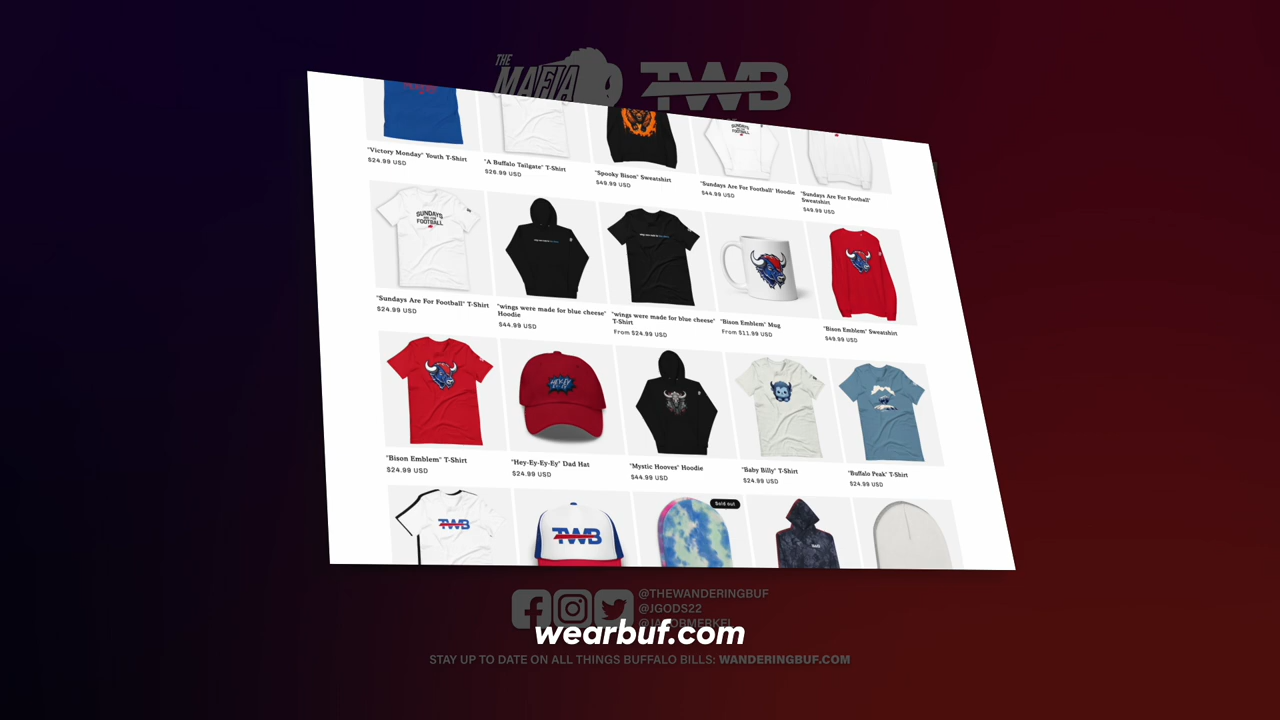 THE
MAFIA
TWB
"Victory Monday" Youth T-Shirt
$24.99 USD
"A Buffalo Tailgate" T-Shirt
$26.99 USD
"Spooky Bison" Sweatshirt
$49.99 USD
"Sundays Are For Football" Hoodie
$44.99 USD
"Sundays Are For Football"
Sweatshirt
$49.99 USD
SUNDAYS
ARE FOR
FOOTBALL
"Sundays Are For Football" T-Shirt
$24.99 USD
"wings were made for blue cheese"
Hoodie
$44.99 USD
"wings were made for blue cheese"
T-Shirt
From $24.99 USD
"Bison Emblem" Mug
From $11.99 USD
"Bison Emblem" Sweatshirt
$49.99 USD
"Bison Emblem" T-Shirt
$24.99 USD
HEY-EY
EY-EY
"Hey-Ey-Ey-Ey" Dad Hat
$24.99 USD
"Mystic Hooves" Hoodie
$44.99 USD
"Baby Billy" T-Shirt
$24.99 USD
"Buffalo Peak" T-Shirt
$24.99 USD
TWB
TWB
Sold out
TWB
@THEWANDERINGBUF
@JGODS22
wearbuf.com
STAY UP TO DATE ON ALL THINGS BUFFALO BILLS: WANDERINGBUF.COM